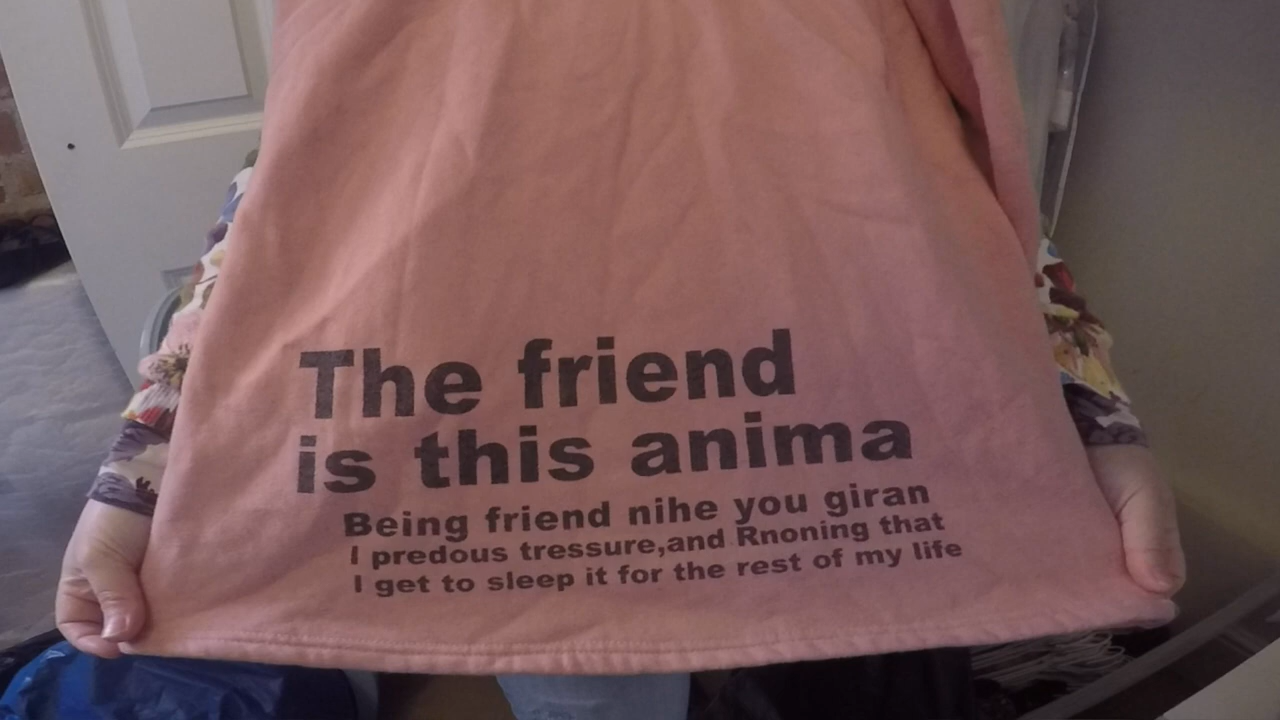 The friend
is this anima
Being friend nihe you giran
I predous tressure,and Rnoning that
I get to sleep it for the rest of my life